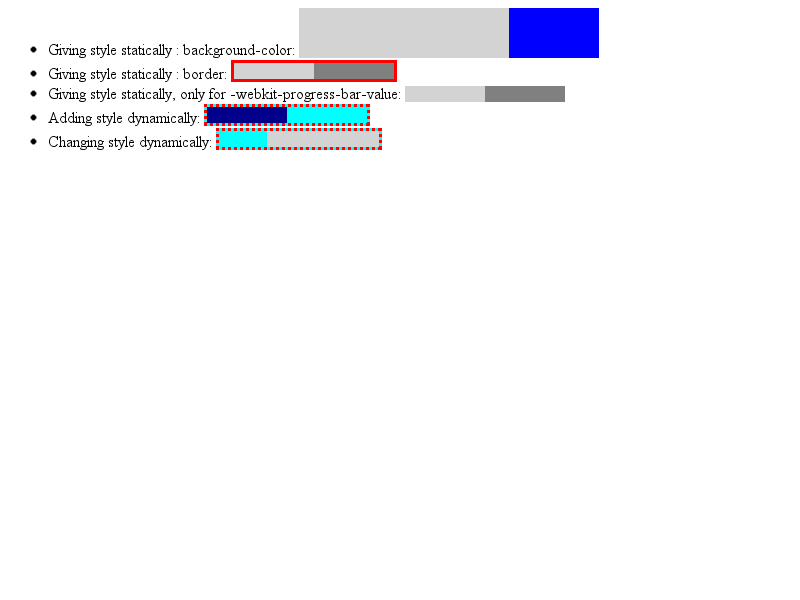 Giving style statically : background-color:
Giving style statically : border:
Giving style statically, only for -webkit-progress-bar-value:
Adding style dynamically:
Changing style dynamically: